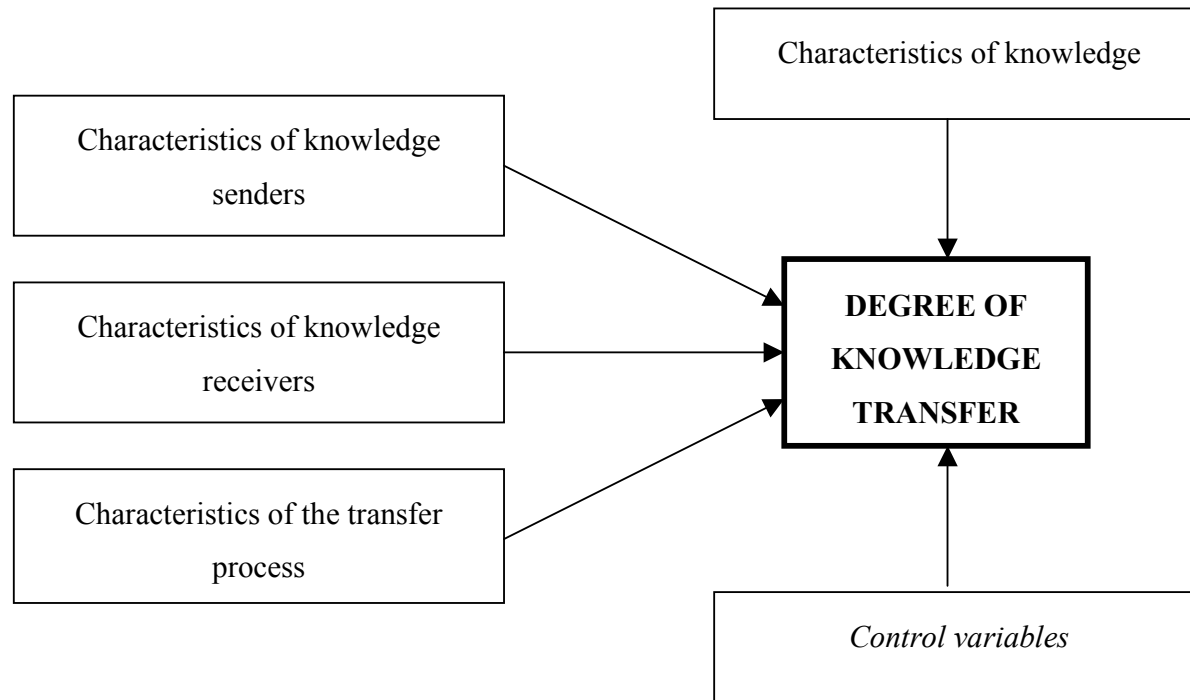 Characteristics of knowledge
Characteristics of knowledge
senders
Characteristics of knowledge
receivers
Characteristics of the transfer
process
DEGREE OF
KNOWLEDGE
TRANSFER
Control variables